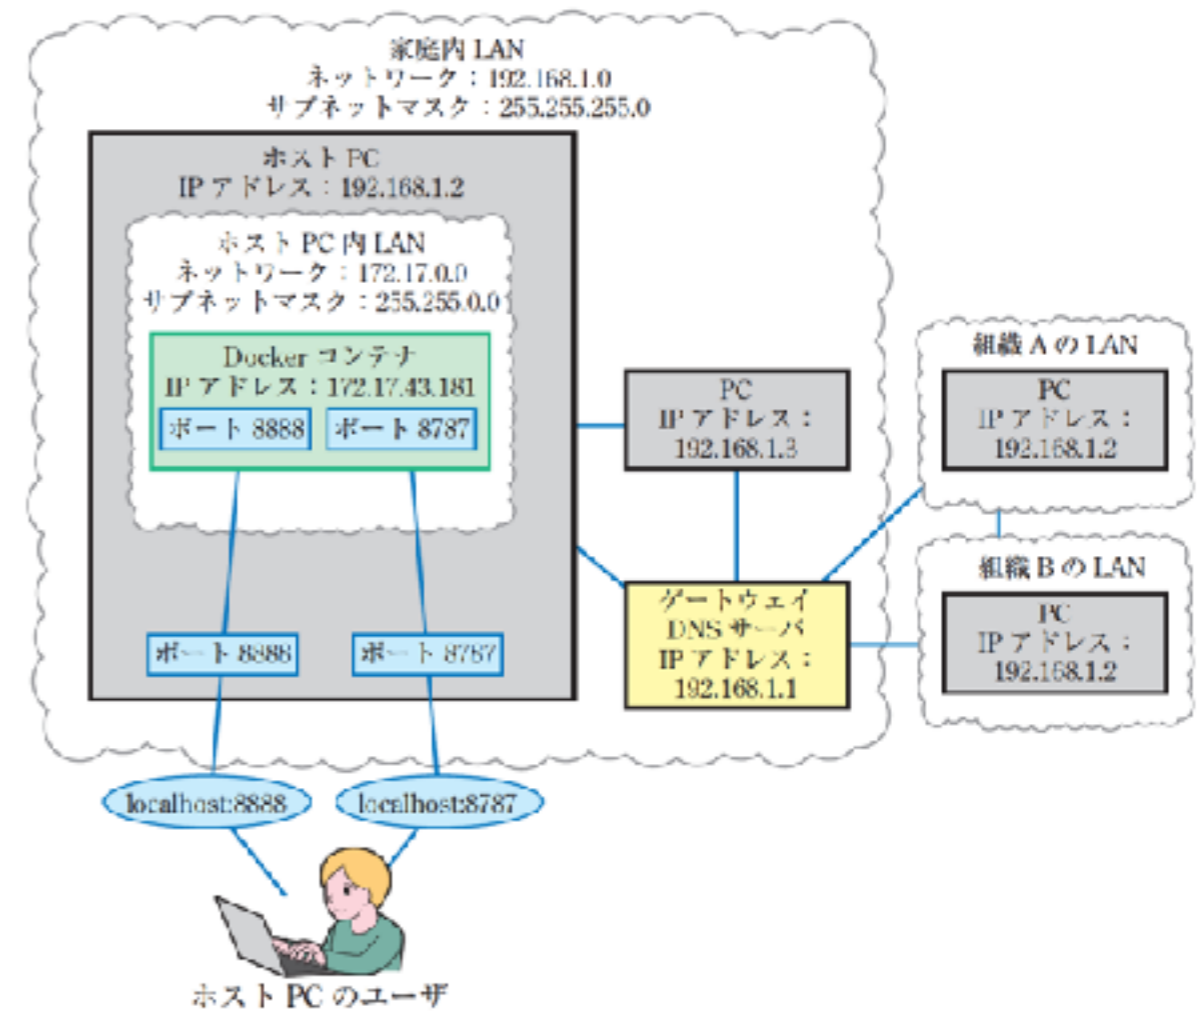 家庭内 LAN
ネットワーク：192.168.1.0
サブネットマスク：255.255.255.0
ホスト PC
IP アドレス：192.168.1.2
ホスト PC 内 LAN
ネットワーク：172.17.0.0
サブネットマスク：255.255.0.0
Docker コンテナ
IP アドレス：172.17.43.181
ポート 8888
ポート 8787
ポート 8888
ポート 8787
PC
IP アドレス：
192.168.1.3
ゲートウェイ
DNS サーバ
IP アドレス：
192.168.1.1
組織 A の LAN
PC
IP アドレス：
192.168.1.2
組織 B の LAN
PC
IP アドレス：
192.168.1.2
localhost:8888
localhost:8787
ホスト PC のユーザ